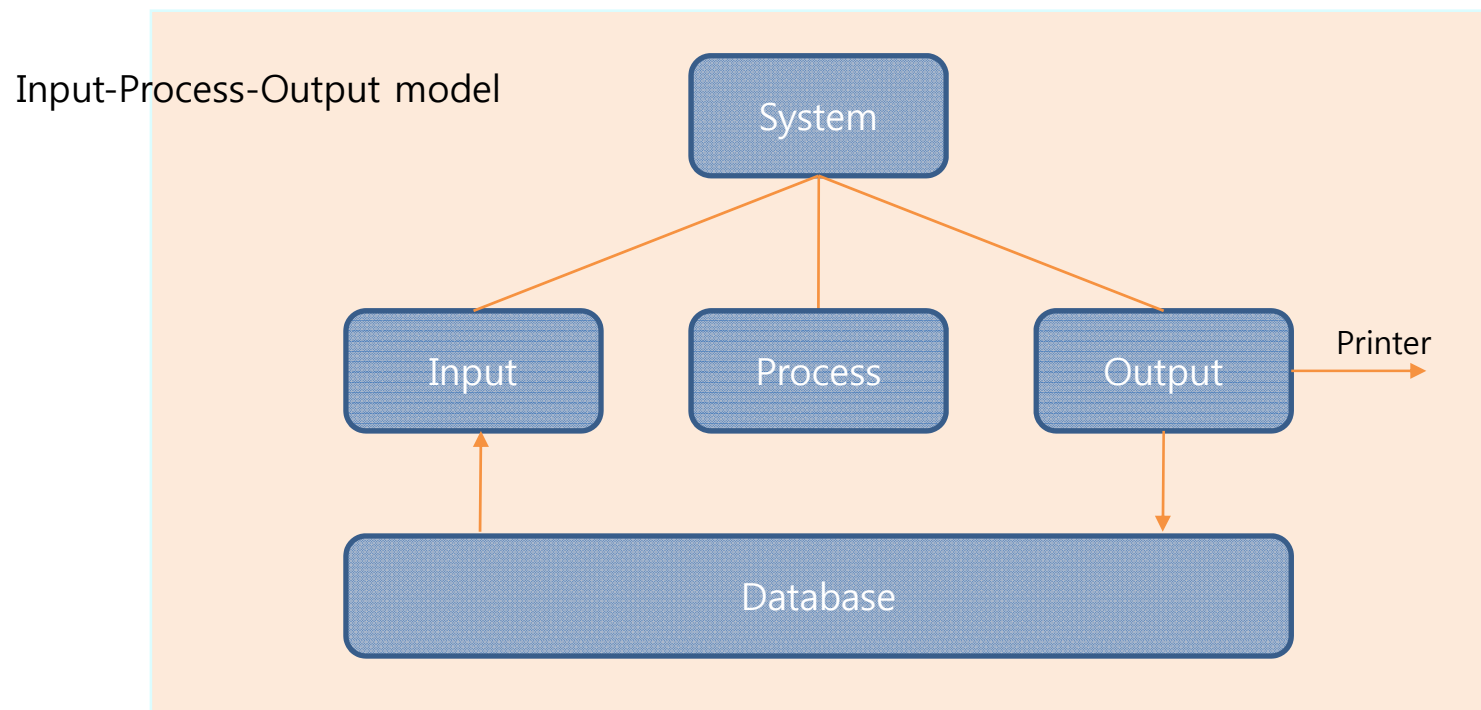 Input-Process-Output model
System
Input
Process
Output
Printer
Database